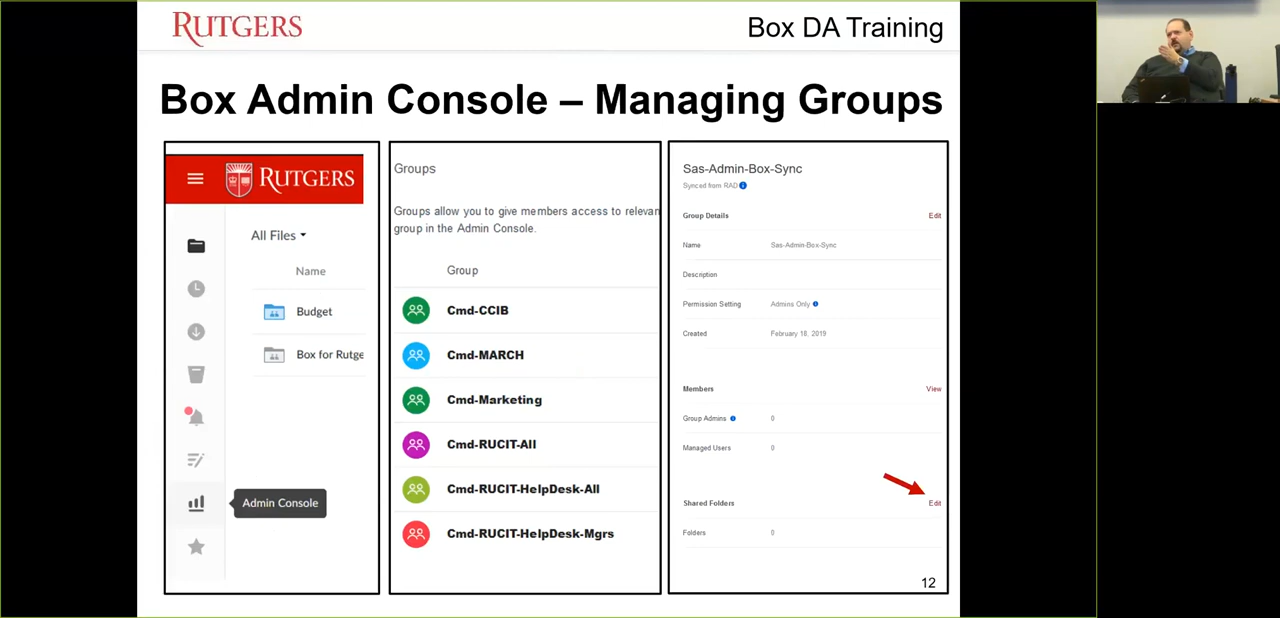 RUTGERS
Box DA Training
Box Admin Console – Managing Groups
RUTGERS
All Files
Name
Budget
Box for Rutge
Admin Console
Groups
Groups allow you to give members access to relevan
group in the Admin Console.
Group
Cmd-CCIB
Cmd-MARCH
Cmd-Marketing
Cmd-RUCIT-All
Cmd-RUCIT-HelpDesk-All
Cmd-RUCIT-HelpDesk-Mgrs
Sas-Admin-Box-Sync
Synced from RAD
Group Details Edit
Name Sas-Admin-Box-Sync
Description
Permission Setting Admins Only
Created February 18, 2019
Members View
Group Admins 0
Managed Users 0
Shared Folders Edit
Folders 0
12